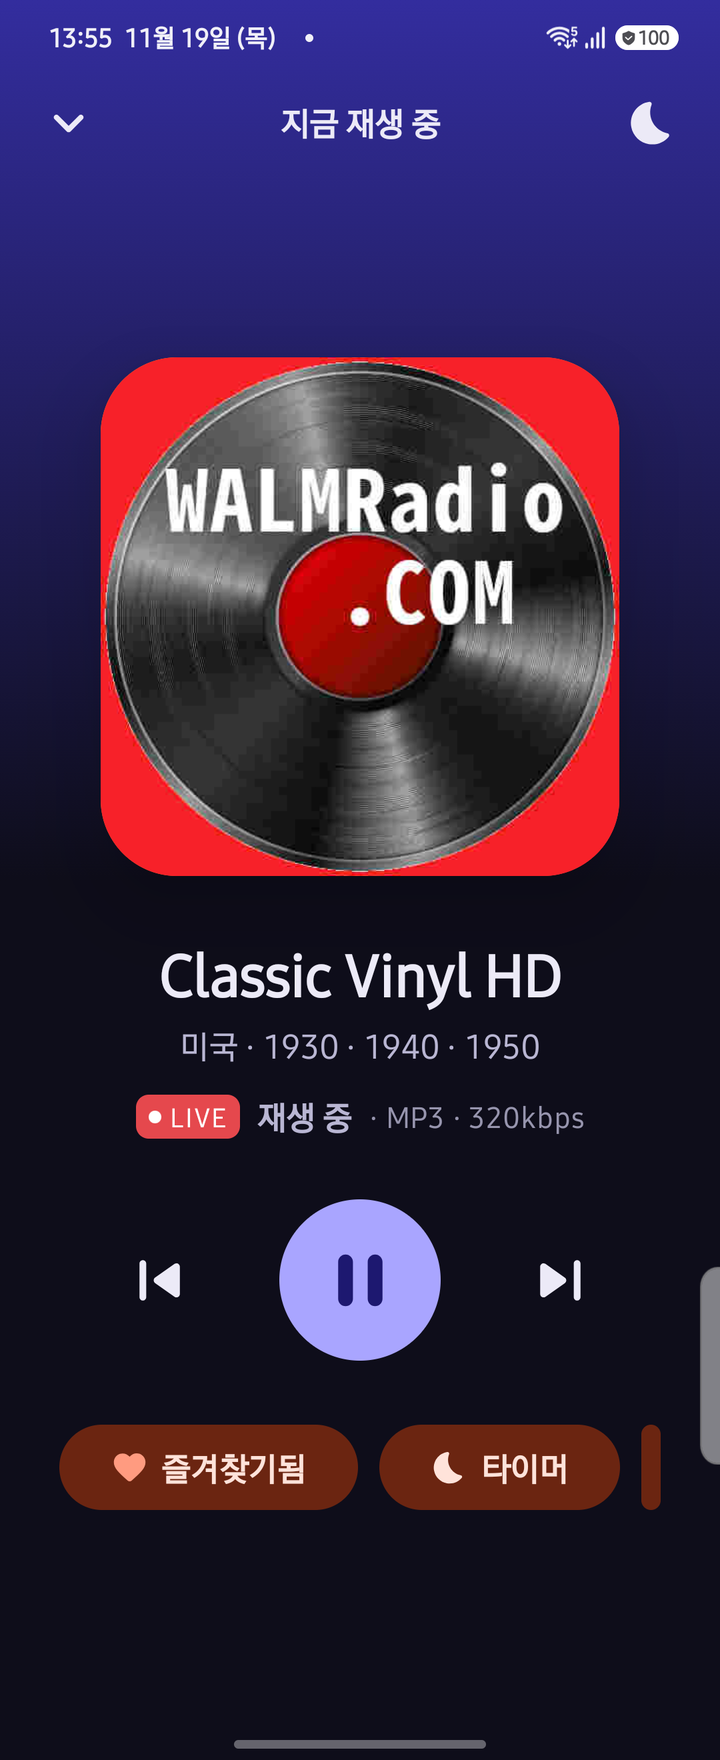 13:55 11월 19일 (목)
5
100
지금 재생 중
WALMRadio
.COM
Classic Vinyl HD
미국 · 1930 · 1940 · 1950
LIVE 재생 중 · MP3 · 320kbps
즐겨찾기됨 타이머